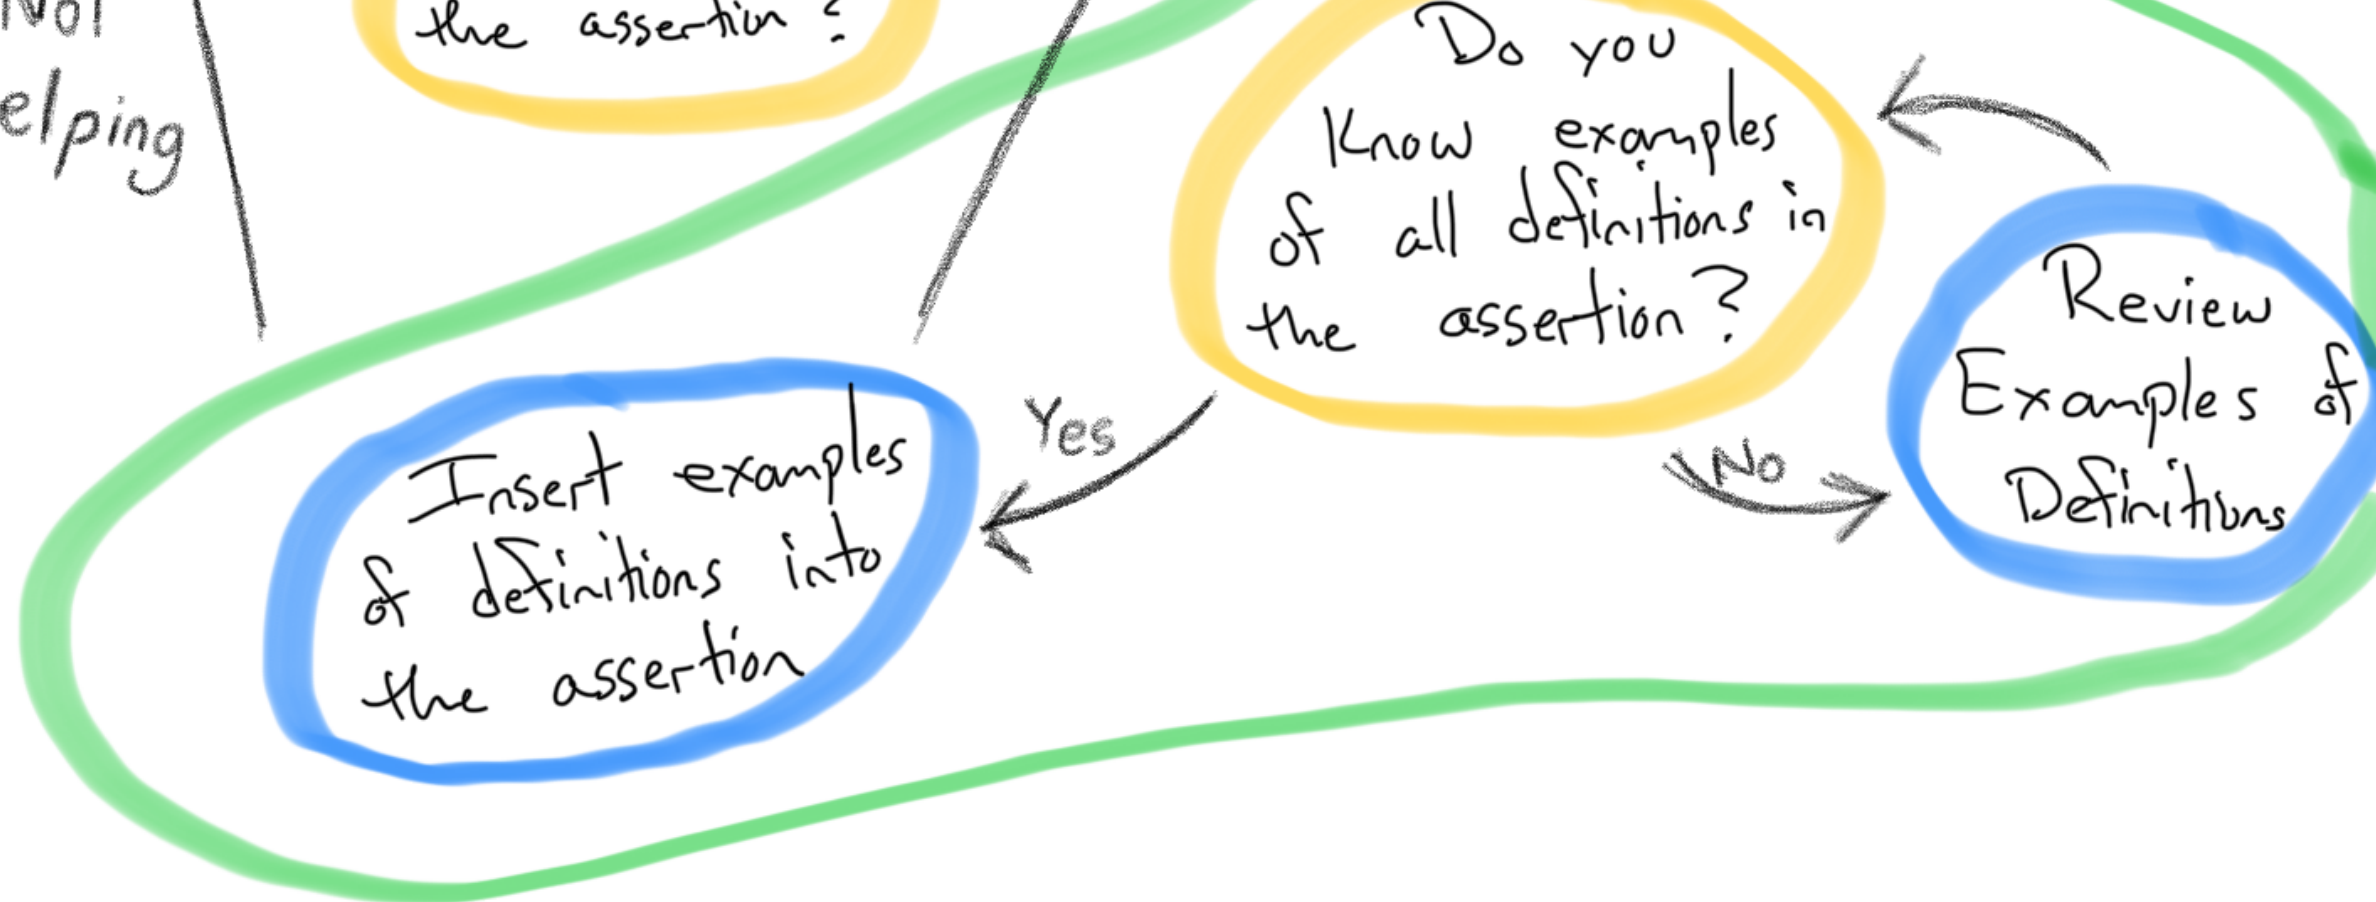 Not
elping
the assertion?
Do you
Know examples
of all definitions in
the assertion?
Yes
No
Review
Examples of
Definitions
Insert examples
of definitions into
the assertion